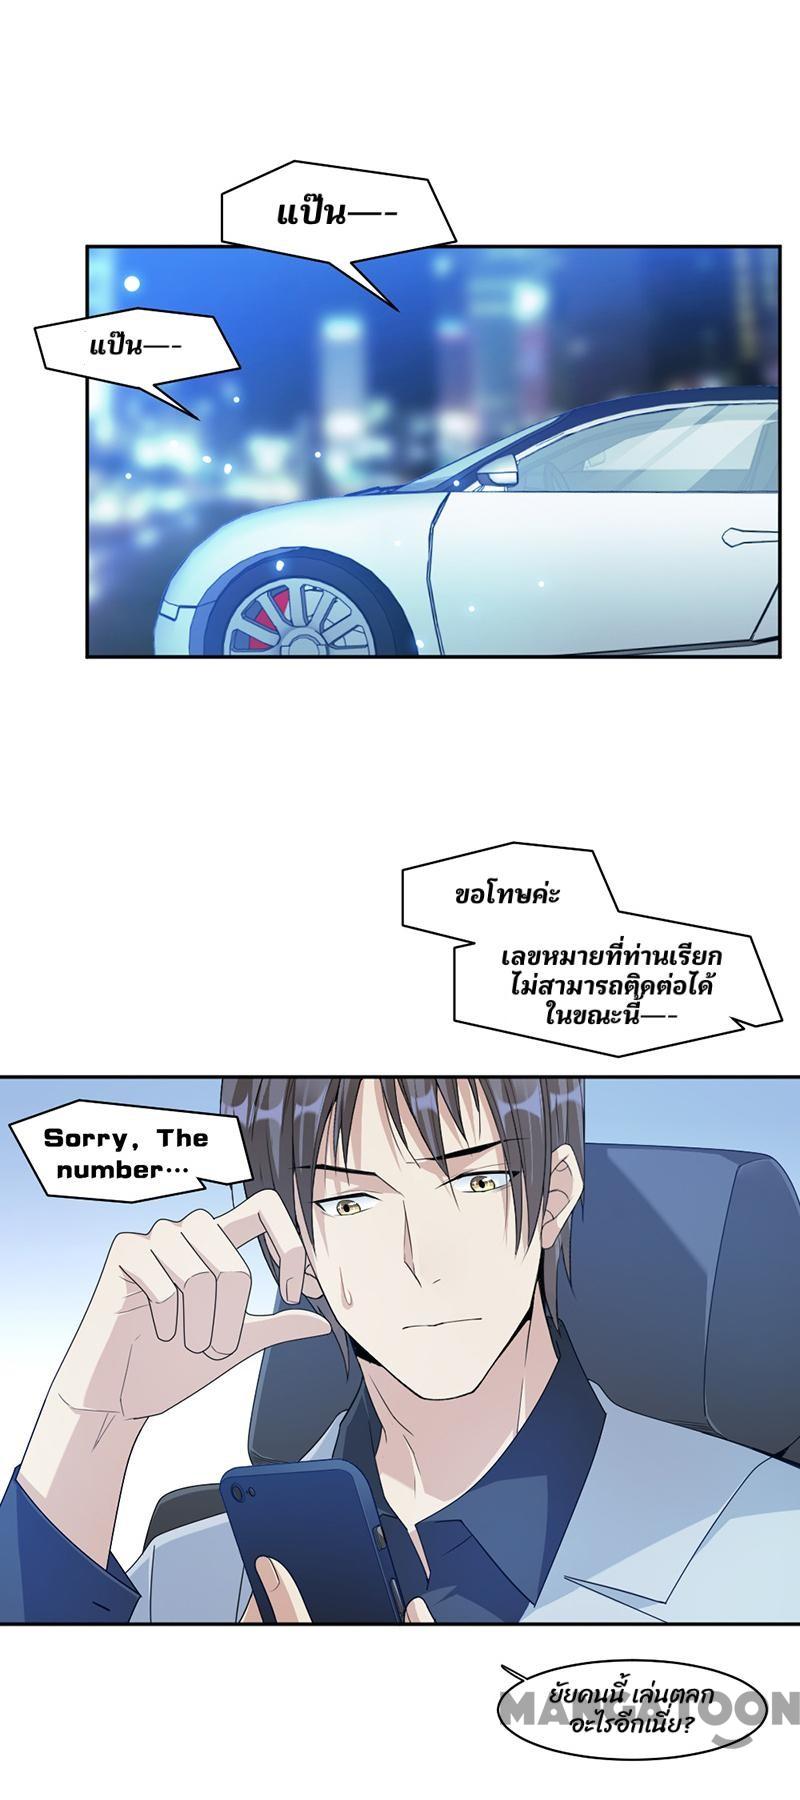 แป๊น—--
แป๊น—--
ขอโทษค่ะ
เลขหมายที่ท่านเรียก
ไม่สามารถติดต่อได้
ในขณะนี้—--
Sorry, The
number...
ยัยคนนี้ เล่นตลก
อะไรอีกเนี่ย?
MANGATOON